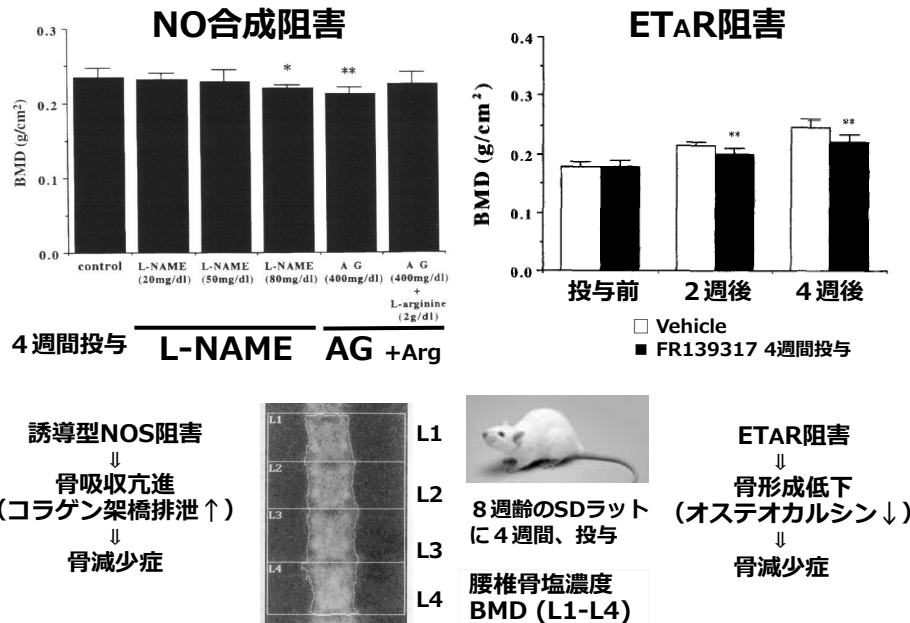 NO合成阻害
0.3
0.2
0.1
0.0
BMD (g/cm²)
*
**
control
L-NAME
(20mg/dl)
L-NAME
(50mg/dl)
L-NAME
(80mg/dl)
A G
(400mg/dl)
A G
(400mg/dl)
+
L-arginine
(2g/dl)
4週間投与
L-NAME
AG +Arg
ETAR阻害
0.4
0.3
0.2
0.1
0.0
BMD (g/cm²)
**
**
投与前
2週後
4週後
□ Vehicle
■ FR139317 4週間投与
誘導型NOS阻害
⇓
骨吸収亢進
(コラゲン架橋排泄↑)
⇓
骨減少症
L1
L2
L3
L4
L1
L2
L3
L4
8週齢のSDラット
に4週間、投与
腰椎骨塩濃度
BMD (L1-L4)
ETAR阻害
⇓
骨形成低下
(オステオカルシン↓)
⇓
骨減少症